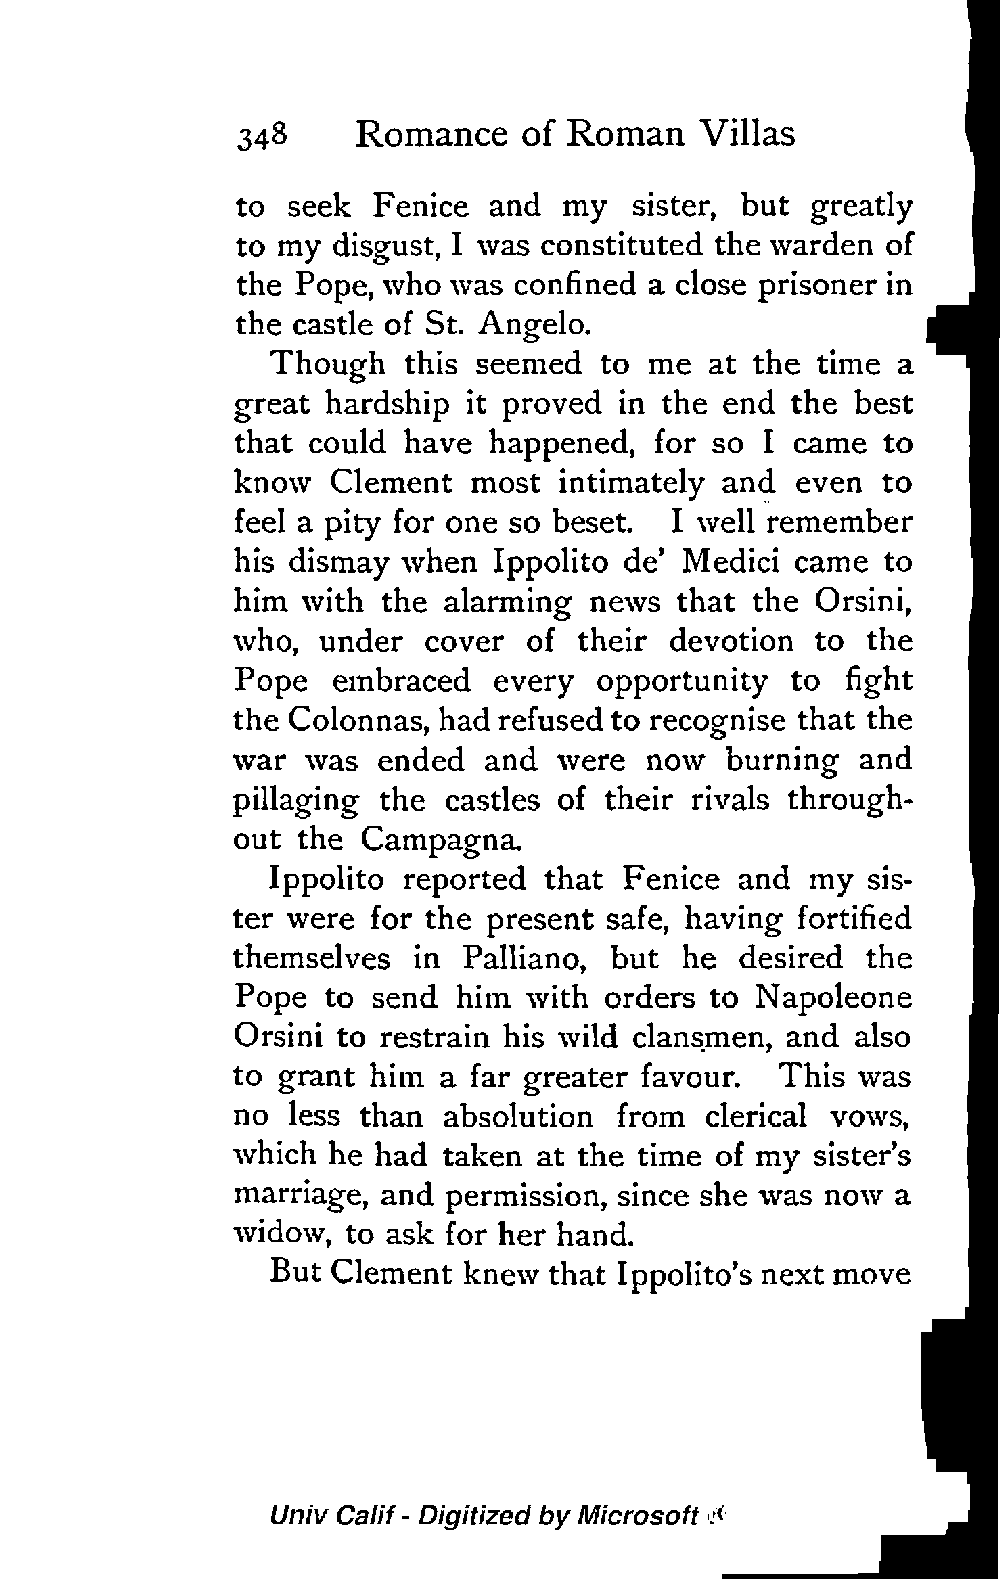 348 Romance of Roman Villas
to seek Fenice and my sister, but greatly
to my disgust, I was constituted the warden of
the Pope, who was confined a close prisoner in
the castle of St. Angelo.
Though this seemed to me at the time a
great hardship it proved in the end the best
that could have happened, for so I came to
know Clement most intimately and even to
feel a pity for one so beset. I well remember
his dismay when Ippolito de' Medici came to
him with the alarming news that the Orsini,
who, under cover of their devotion to the
Pope embraced every opportunity to fight
the Colonnas, had refused to recognise that the
war was ended and were now burning and
pillaging the castles of their rivals through-
out the Campagna.
Ippolito reported that Fenice and my sis-
ter were for the present safe, having fortified
themselves in Palliano, but he desired the
Pope to send him with orders to Napoleone
Orsini to restrain his wild clansmen, and also
to grant him a far greater favour. This was
no less than absolution from clerical vows,
which he had taken at the time of my sister's
marriage, and permission, since she was now a
widow, to ask for her hand.
But Clement knew that Ippolito's next move
Univ Calif - Digitized by Microsoft